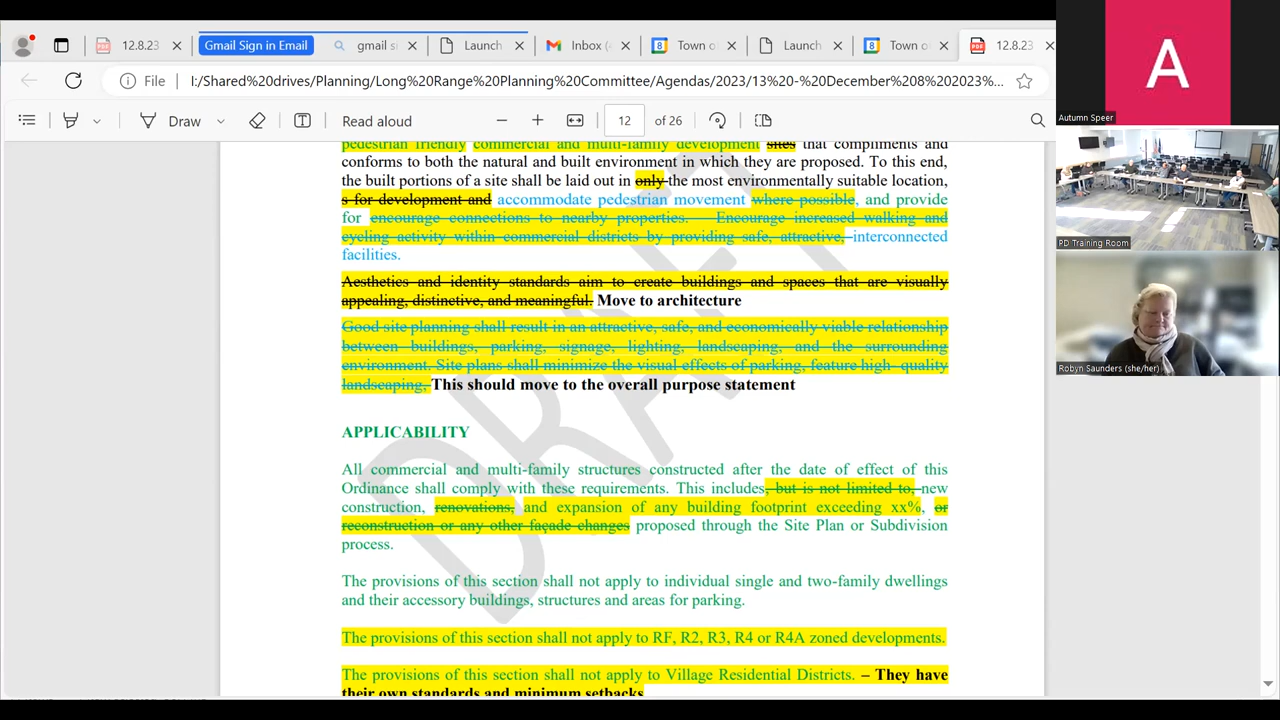 12.8.23
Gmail Sign in Email
gmail s
Launch
Inbox (
Town o
Launch
Town o
12.8.23
File
I:/Shared%20drives/Planning/Long%20Range%20Planning%20Committee/Agendas/2023/13%20-%20December%208%202023%...
Draw
Read aloud
12
of 26
pedestrian friendly commercial and multi-family development sites that compliments and
conforms to both the natural and built environment in which they are proposed. To this end,
the built portions of a site shall be laid out in only the most environmentally suitable location,
s for development and accommodate pedestrian movement where possible, and provide
for encourage connections to nearby properties. Encourage increased walking and
cycling activity within commercial districts by providing safe, attractive, interconnected
facilities.
Aesthetics and identity standards aim to create buildings and spaces that are visually
appealing, distinctive, and meaningful. Move to architecture
Good site planning shall result in an attractive, safe, and economically viable relationship
between buildings, parking, signage, lighting, landscaping, and the surrounding
environment. Site plans shall minimize the visual effects of parking, feature high- quality
landscaping, This should move to the overall purpose statement
APPLICABILITY
All commercial and multi-family structures constructed after the date of effect of this
Ordinance shall comply with these requirements. This includes, but is not limited to, new
construction, renovations, and expansion of any building footprint exceeding xx%, or
reconstruction or any other façade changes proposed through the Site Plan or Subdivision
process.
The provisions of this section shall not apply to individual single and two-family dwellings
and their accessory buildings, structures and areas for parking.
The provisions of this section shall not apply to RF, R2, R3, R4 or R4A zoned developments.
The provisions of this section shall not apply to Village Residential Districts. – They have
their own standards and minimum setbacks
DRAFT
A
Autumn Speer
PD Training Room
Robyn Saunders (she/her)